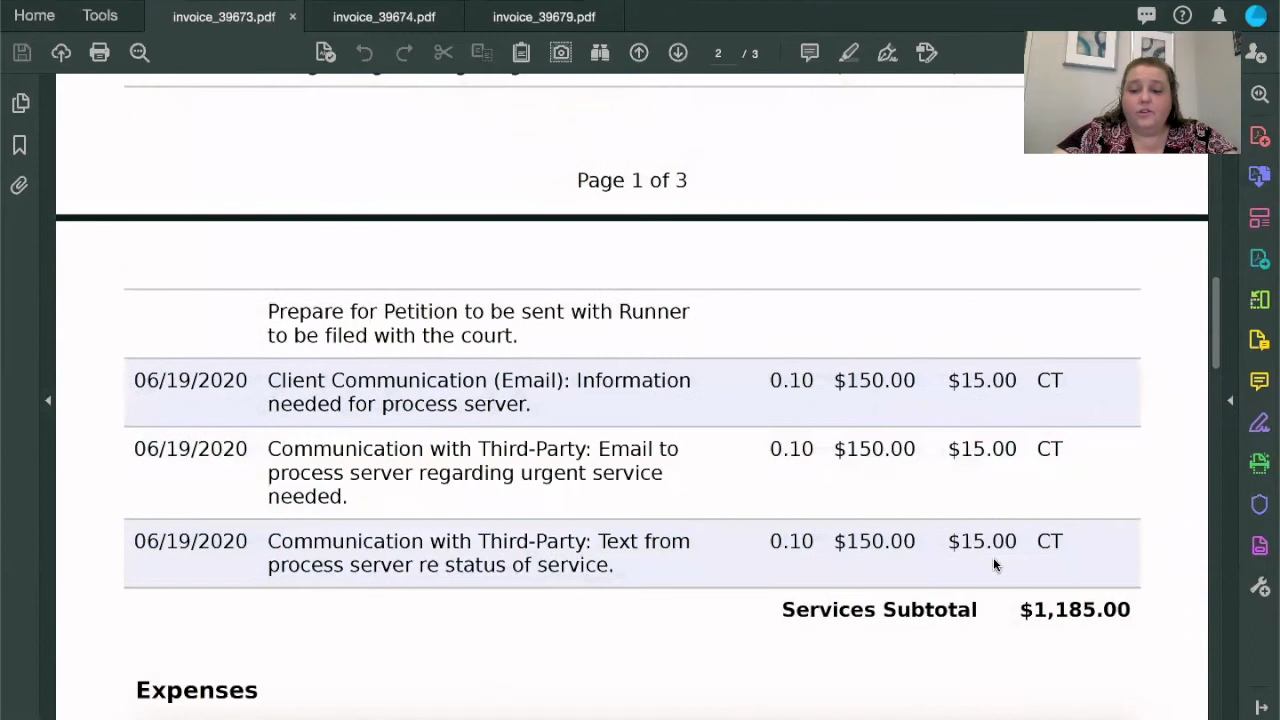 Home Tools invoice_39673.pdf × invoice_39674.pdf invoice_39679.pdf
2 / 3
Page 1 of 3
Prepare for Petition to be sent with Runner
to be filed with the court.
06/19/2020 Client Communication (Email): Information 0.10 $150.00 $15.00 CT
needed for process server.
06/19/2020 Communication with Third-Party: Email to 0.10 $150.00 $15.00 CT
process server regarding urgent service
needed.
06/19/2020 Communication with Third-Party: Text from 0.10 $150.00 $15.00 CT
process server re status of service.
Services Subtotal $1,185.00
Expenses